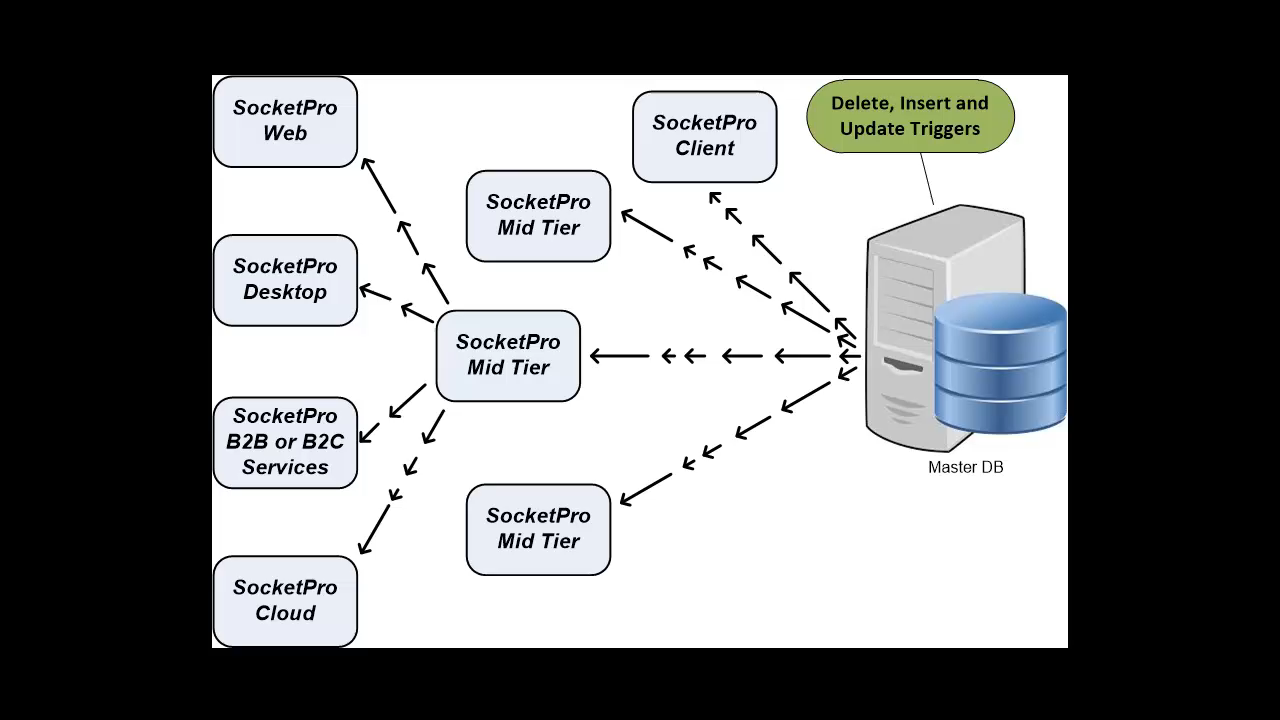 SocketPro
Web
SocketPro
Client
Delete, Insert and
Update Triggers
SocketPro
Mid Tier
SocketPro
Desktop
SocketPro
Mid Tier
SocketPro
B2B or B2C
Services
Master DB
SocketPro
Mid Tier
SocketPro
Cloud